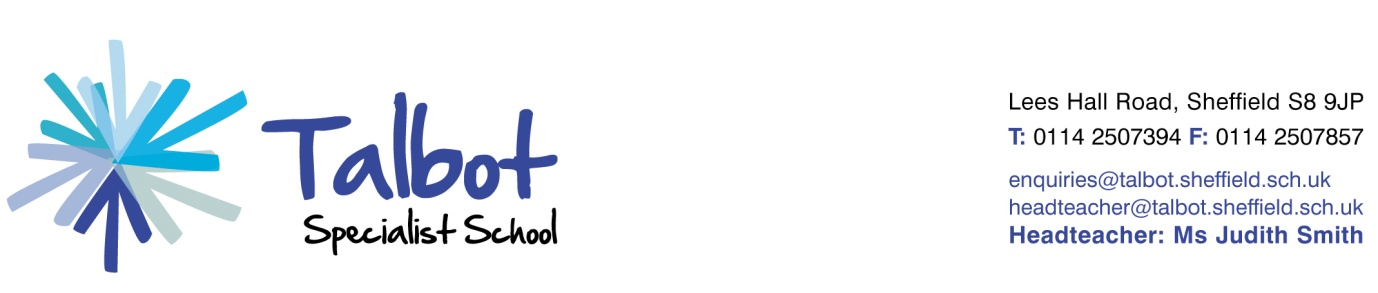 Talbot
Specialist School
Lees Hall Road, Sheffield S8 9JP
T: 0114 2507394 F: 0114 2507857
enquiries@talbot.sheffield.sch.uk
headteacher@talbot.sheffield.sch.uk
Headteacher: Ms Judith Smith